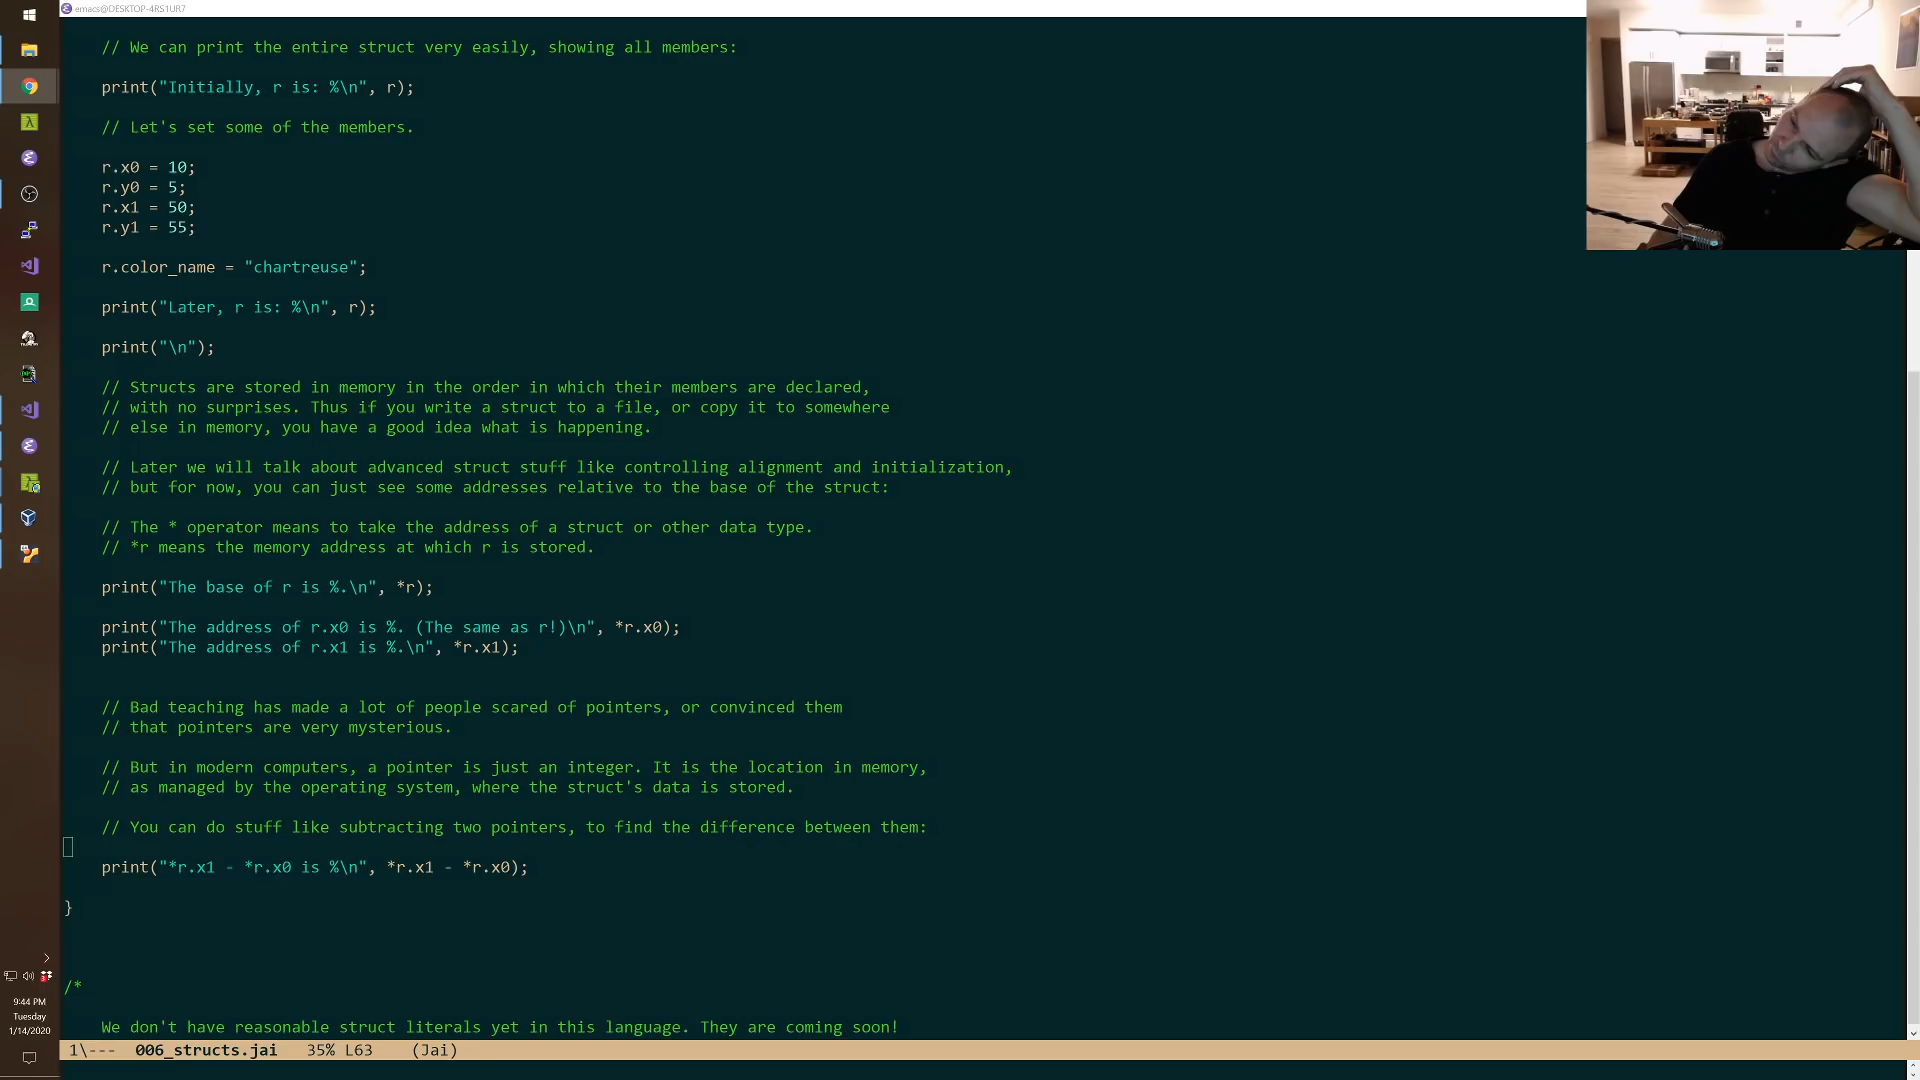 emacs@DESKTOP-4RS1UR7
// We can print the entire struct very easily, showing all members:
print("Initially, r is: %\n", r);
// Let's set some of the members.
r.x0 = 10;
r.y0 = 5;
r.x1 = 50;
r.y1 = 55;
r.color_name = "chartreuse";
print("Later, r is: %\n", r);
print("\n");
// Structs are stored in memory in the order in which their members are declared,
// with no surprises. Thus if you write a struct to a file, or copy it to somewhere
// else in memory, you have a good idea what is happening.
// Later we will talk about advanced struct stuff like controlling alignment and initialization,
// but for now, you can just see some addresses relative to the base of the struct:
// The * operator means to take the address of a struct or other data type.
// *r means the memory address at which r is stored.
print("The base of r is %.\n", *r);
print("The address of r.x0 is %. (The same as r!)\n", *r.x0);
print("The address of r.x1 is %.\n", *r.x1);
// Bad teaching has made a lot of people scared of pointers, or convinced them
// that pointers are very mysterious.
// But in modern computers, a pointer is just an integer. It is the location in memory,
// as managed by the operating system, where the struct's data is stored.
// You can do stuff like subtracting two pointers, to find the difference between them:
print("*r.x1 - *r.x0 is %\n", *r.x1 - *r.x0);
}
/*
We don't have reasonable struct literals yet in this language. They are coming soon!
1\--- 006_structs.jai 35% L63 (Jai)
9:44 PM
Tuesday
1/14/2020